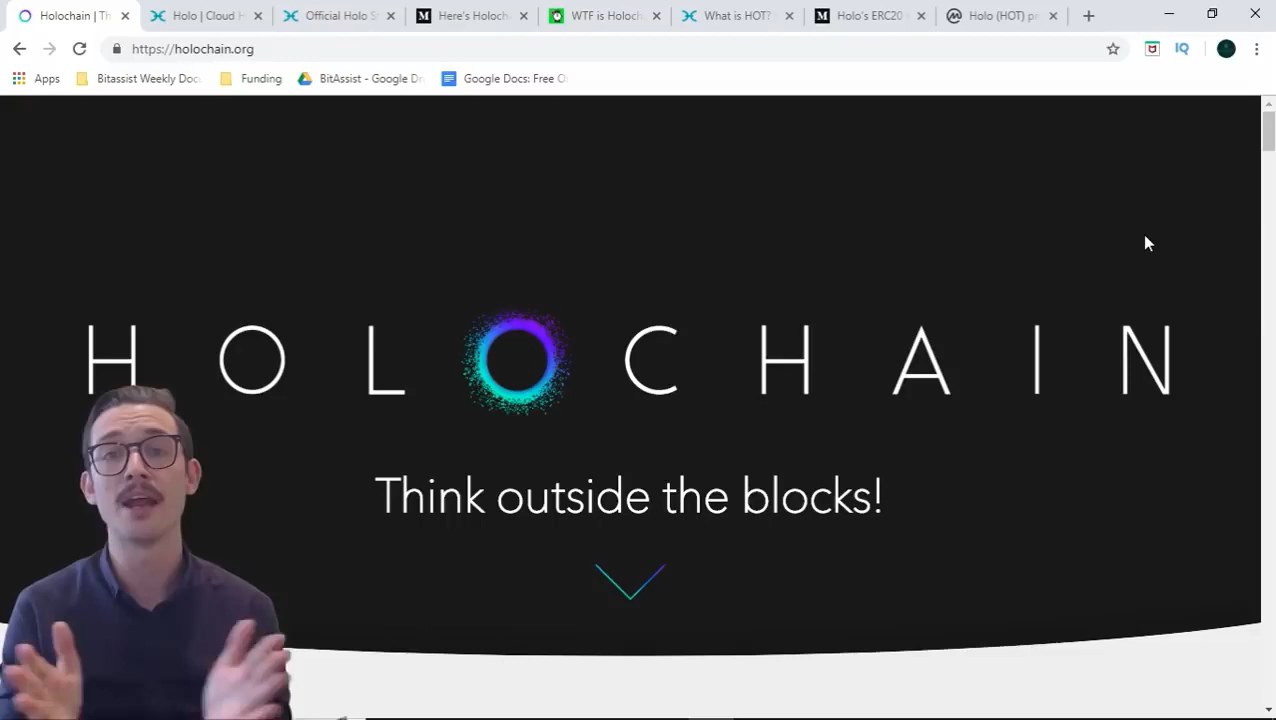 Holochain | Th
Holo | Cloud H
Official Holo S
Here's Holoch
WTF is Holoch
What is HOT?
Holo's ERC20
Holo (HOT) pr
https://holochain.org
Apps
Bitassist Weekly Doc
Funding
BitAssist - Google Dr
Google Docs: Free O
HOLOCHAIN
Think outside the blocks!